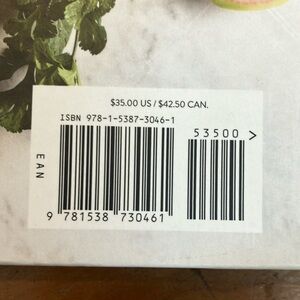 $35.00 US / $42.50 CAN.
ISBN 978-1-5387-3046-1
53500 >
EAN
9 781538 730461